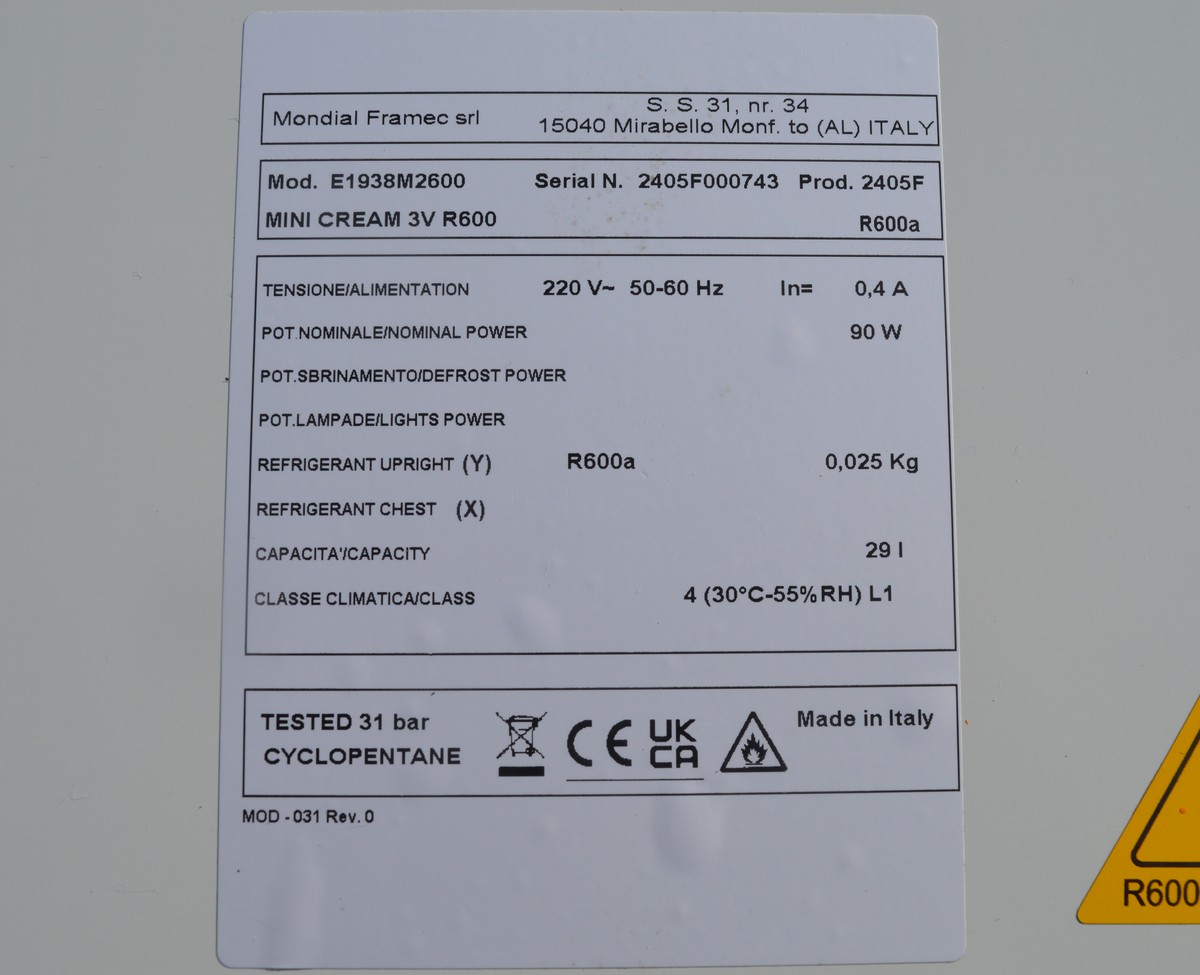 Mondial Framec srl
S. S. 31, nr. 34
15040 Mirabello Monf. to (AL) ITALY
Mod. E1938M2600 Serial N. 2405F000743 Prod. 2405F
MINI CREAM 3V R600 R600a
TENSIONE/ALIMENTATION 220 V~ 50-60 Hz In= 0,4 A
POT.NOMINALE/NOMINAL POWER 90 W
POT.SBRINAMENTO/DEFROST POWER
POT.LAMPADE/LIGHTS POWER
REFRIGERANT UPRIGHT (Y) R600a 0,025 Kg
REFRIGERANT CHEST (X)
CAPACITA'/CAPACITY 29 l
CLASSE CLIMATICA/CLASS 4 (30°C-55%RH) L1
TESTED 31 bar
CYCLOPENTANE
CE
UK
CA
Made in Italy
MOD - 031 Rev. 0
R600